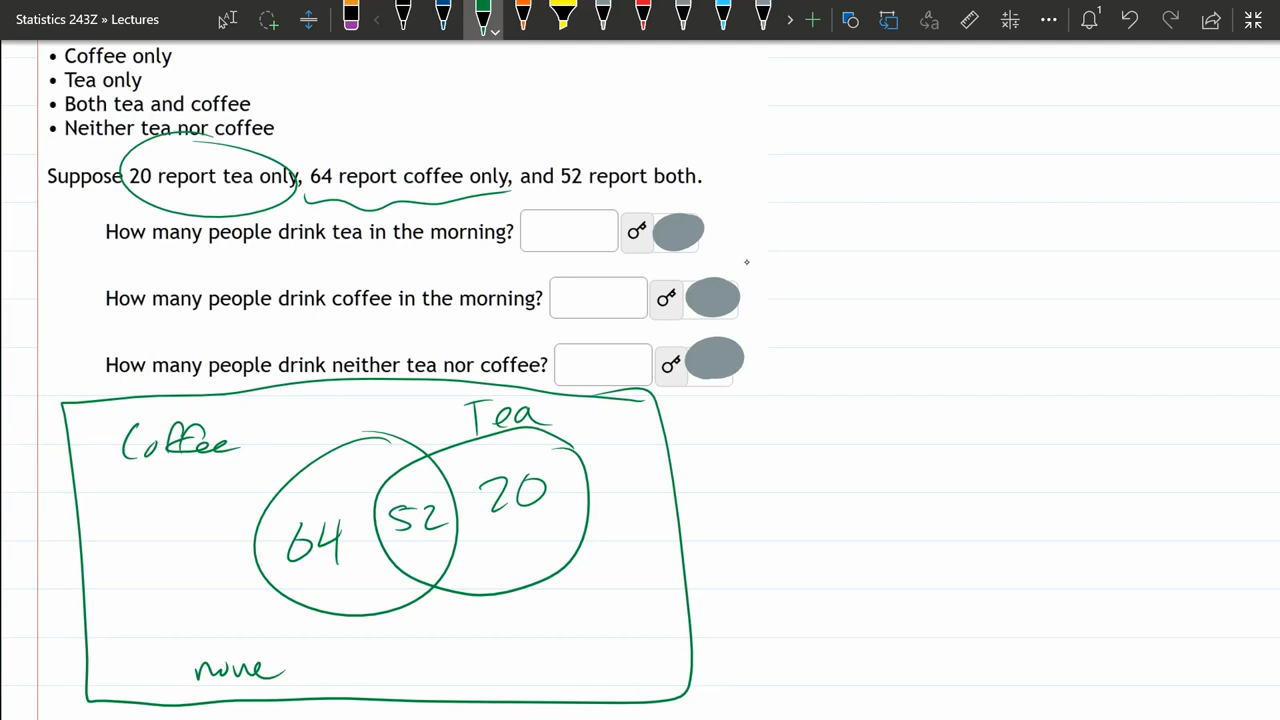 Statistics 243Z » Lectures
• Coffee only
• Tea only
• Both tea and coffee
• Neither tea nor coffee
Suppose 20 report tea only, 64 report coffee only, and 52 report both.
How many people drink tea in the morning?
How many people drink coffee in the morning?
How many people drink neither tea nor coffee?
Coffee
Tea
64
52
20
none